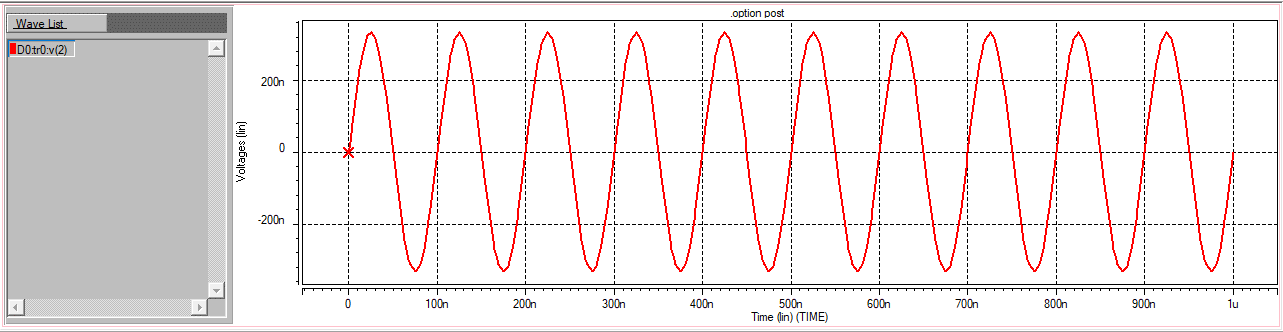 .option post
Wave List
D0:tr0:v(2)
200n
0
-200n
Voltages (lin)
0 100n 200n 300n 400n 500n 600n 700n 800n 900n 1u
Time (lin) (TIME)